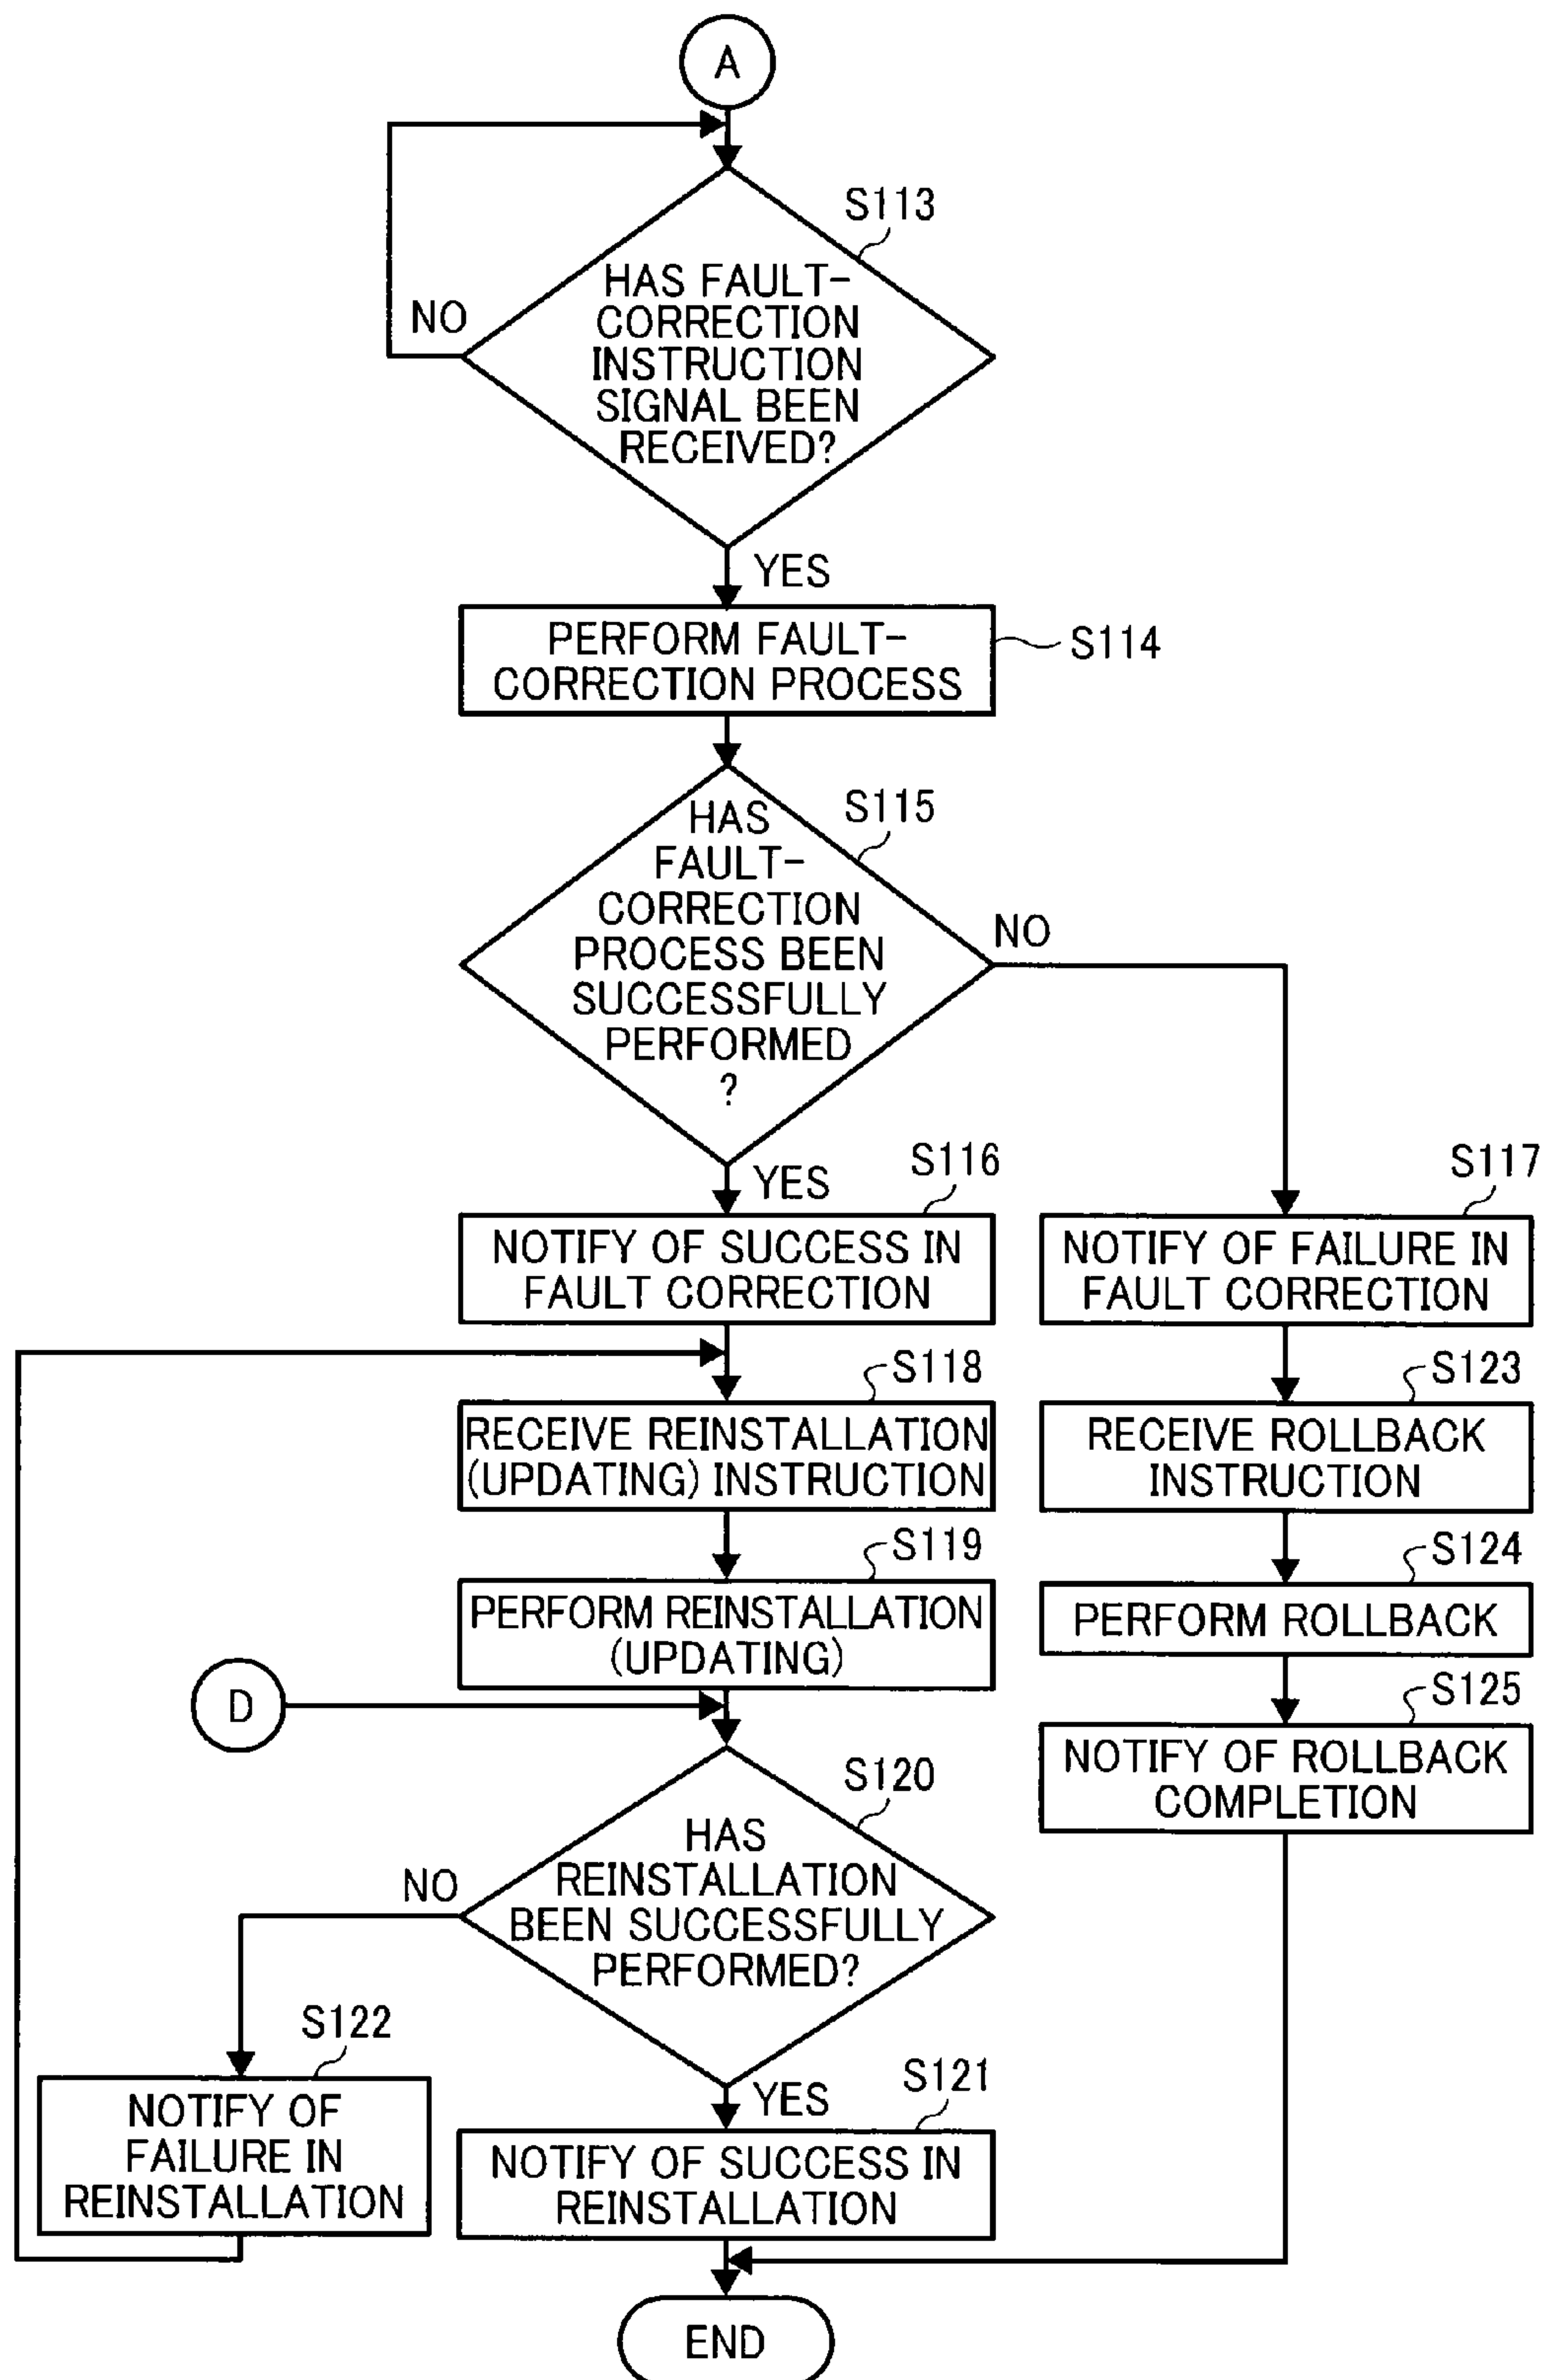 A
S113
HAS FAULT-
CORRECTION
INSTRUCTION
SIGNAL BEEN
RECEIVED?
NO
YES
PERFORM FAULT-
CORRECTION PROCESS
S114
S115
HAS
FAULT-
CORRECTION
PROCESS BEEN
SUCCESSFULLY
PERFORMED
?
NO
YES
S116
NOTIFY OF SUCCESS IN
FAULT CORRECTION
S117
NOTIFY OF FAILURE IN
FAULT CORRECTION
S118
RECEIVE REINSTALLATION
(UPDATING) INSTRUCTION
S123
RECEIVE ROLLBACK
INSTRUCTION
S119
PERFORM REINSTALLATION
(UPDATING)
S124
PERFORM ROLLBACK
D
S125
NOTIFY OF ROLLBACK
COMPLETION
S120
HAS
REINSTALLATION
BEEN SUCCESSFULLY
PERFORMED?
NO
S122
NOTIFY OF
FAILURE IN
REINSTALLATION
YES
S121
NOTIFY OF SUCCESS IN
REINSTALLATION
END